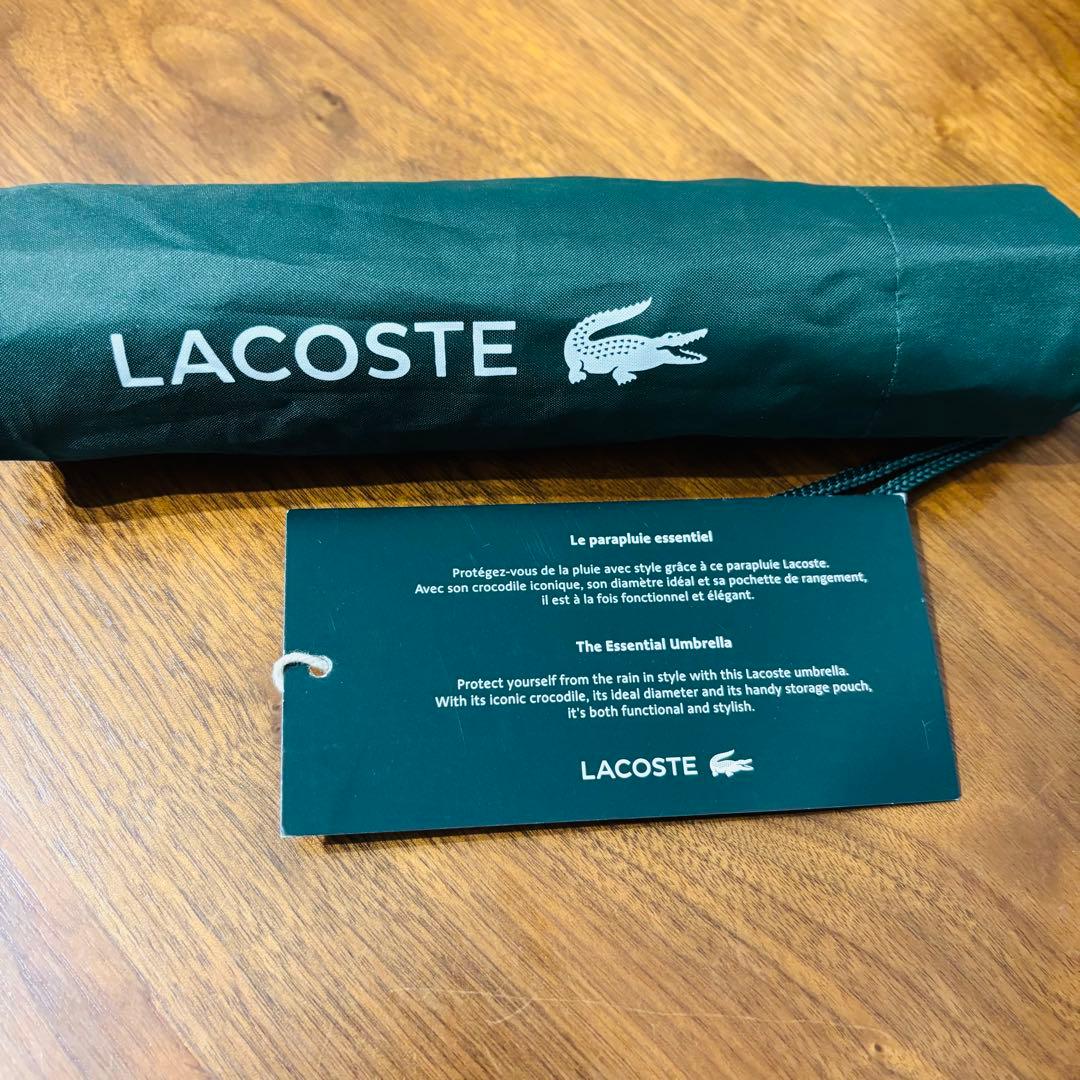 LACOSTE
Le parapluie essentiel
Protégez-vous de la pluie avec style grâce à ce parapluie Lacoste.
Avec son crocodile iconique, son diamètre idéal et sa pochette de rangement,
il est à la fois fonctionnel et élégant.
The Essential Umbrella
Protect yourself from the rain in style with this Lacoste umbrella.
With its iconic crocodile, its ideal diameter and its handy storage pouch,
it's both functional and stylish.
LACOSTE